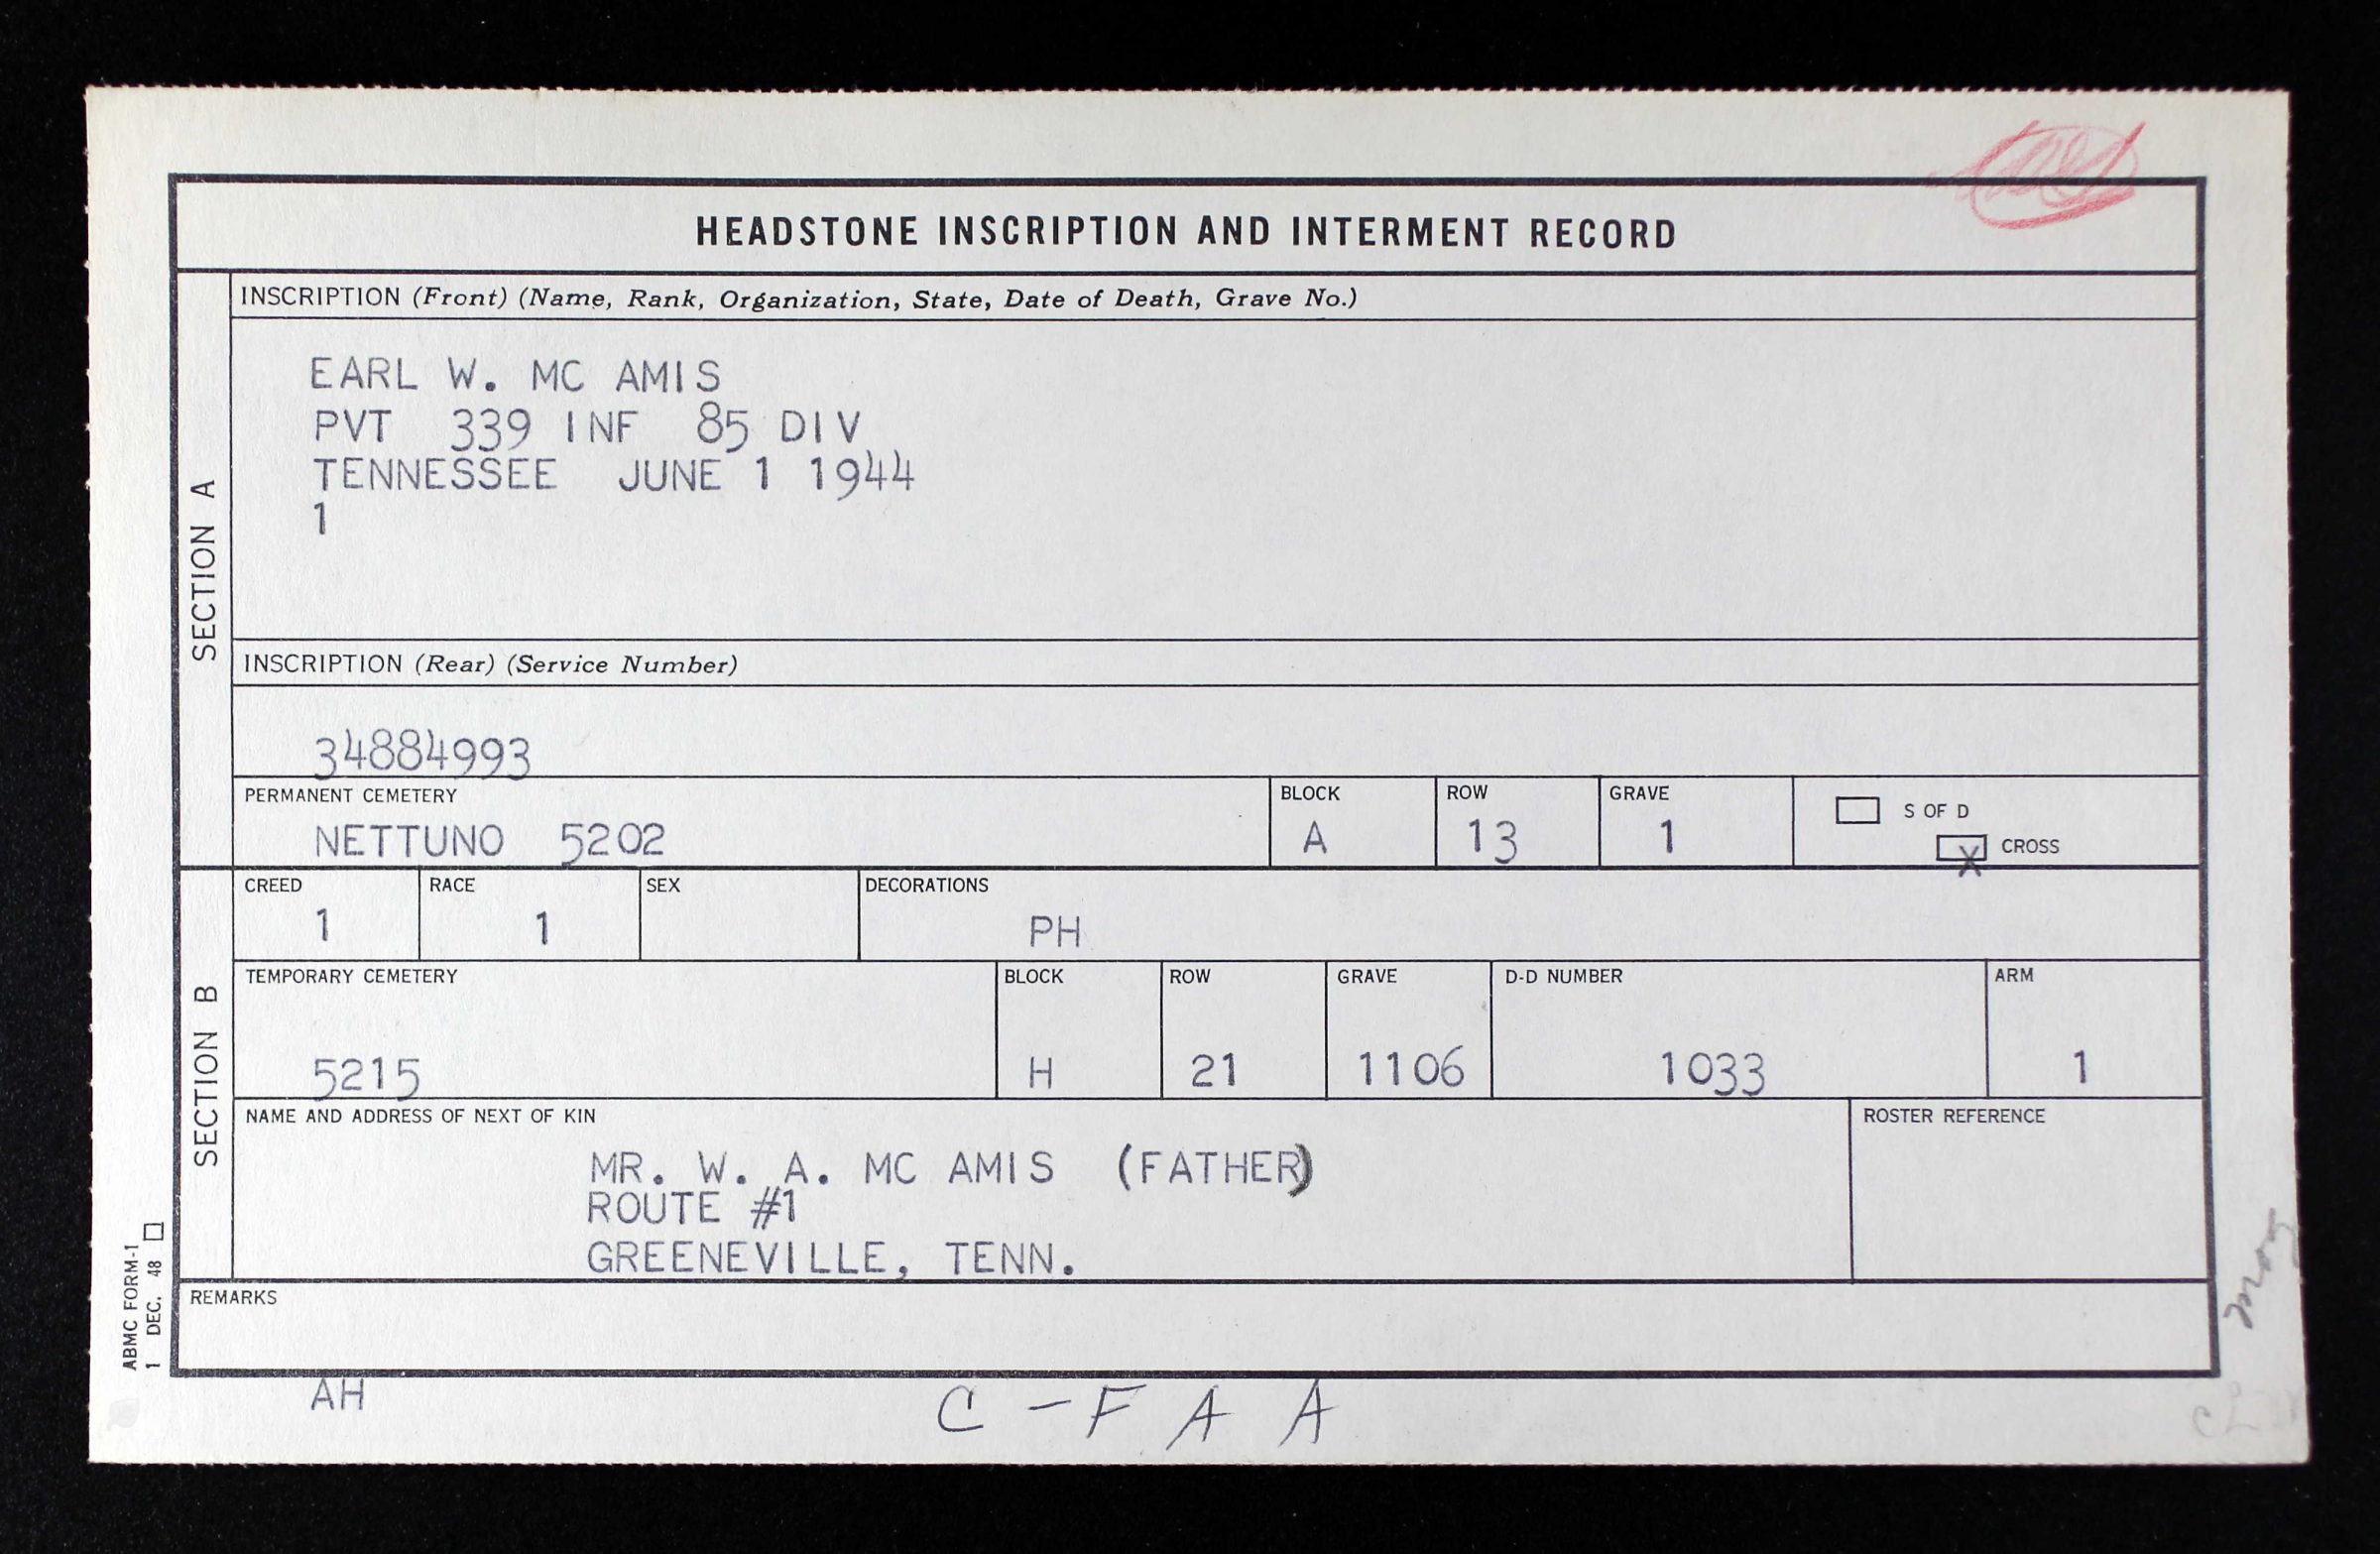 HEADSTONE INSCRIPTION AND INTERMENT RECORD
SECTION A
INSCRIPTION (Front) (Name, Rank, Organization, State, Date of Death, Grave No.)
EARL W. MC AMIS
PVT 339 INF 85 DIV
TENNESSEE JUNE 1 1944
1
INSCRIPTION (Rear) (Service Number)
34884993
PERMANENT CEMETERY BLOCK ROW GRAVE
NETTUNO 5202 A 13 1
S OF D
X CROSS
SECTION B
CREED RACE SEX DECORATIONS
1 1 PH
TEMPORARY CEMETERY BLOCK ROW GRAVE D-D NUMBER ARM
5215 H 21 1106 1033 1
NAME AND ADDRESS OF NEXT OF KIN ROSTER REFERENCE
MR. W. A. MC AMIS (FATHER)
ROUTE #1
GREENEVILLE, TENN.
REMARKS
ABMC FORM-1
1 DEC. 48
AH
C - F A A